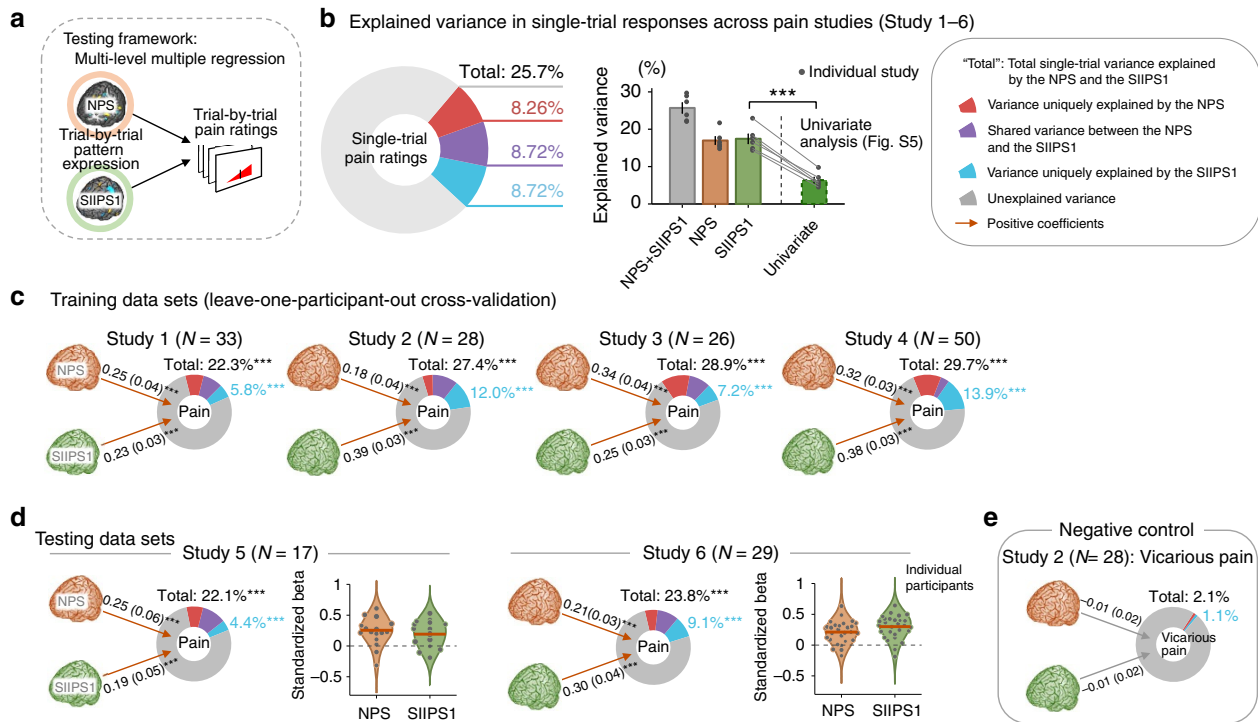 a
Testing framework:
Multi-level multiple regression
NPS
Trial-by-trial
pattern
expression
SIIPS1
Trial-by-trial
pain ratings
b Explained variance in single-trial responses across pain studies (Study 1–6)
Single-trial
pain ratings
Total: 25.7%
8.26%
8.72%
8.72%
(%)
Explained variance
30
20
10
0
Individual study
***
Univariate
analysis (Fig. S5)
NPS+SIIPS1
NPS
SIIPS1
Univariate
“Total”: Total single-trial variance explained
by the NPS and the SIIPS1
Variance uniquely explained by the NPS
Shared variance between the NPS
and the SIIPS1
Variance uniquely explained by the SIIPS1
Unexplained variance
Positive coefficients
c Training data sets (leave-one-participant-out cross-validation)
Study 1 (N = 33)
NPS
SIIPS1
0.25 (0.04)***
0.23 (0.03)***
Total: 22.3%***
5.8%***
Pain
Study 2 (N = 28)
0.18 (0.04)***
0.39 (0.03)***
Total: 27.4%***
12.0%***
Pain
Study 3 (N = 26)
0.34 (0.04)***
0.25 (0.03)***
Total: 28.9%***
7.2%***
Pain
Study 4 (N = 50)
0.32 (0.03)***
0.38 (0.03)***
Total: 29.7%***
13.9%***
Pain
d
Testing data sets
Study 5 (N = 17)
NPS
SIIPS1
0.25 (0.06)***
0.19 (0.05)***
Total: 22.1%***
4.4%***
Pain
Standardized beta
1
0.5
0
−0.5
NPS SIIPS1
Study 6 (N = 29)
0.21(0.03)***
0.30 (0.04)***
Total: 23.8%***
9.1%***
Pain
Standardized beta
1
0.5
0
−0.5
Individual
participants
NPS SIIPS1
e
Negative control
Study 2 (N= 28): Vicarious pain
−0.01 (0.02)
−0.01 (0.02)
Total: 2.1%
1.1%
Vicarious
pain